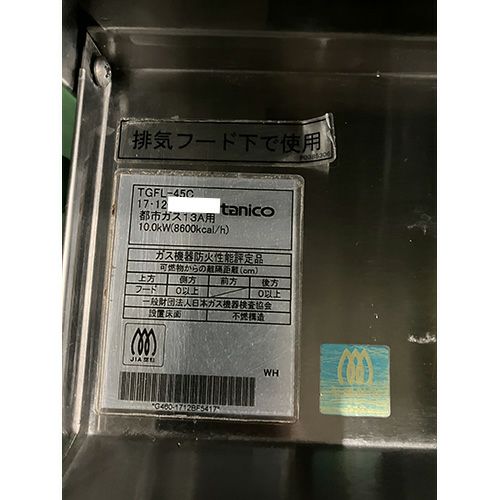 排気フード下で使用
TGFL-45C
17・12
tanico
都市ガス13A用
10.0kW(8600kcal/h)
ガス機器防火性能評定品
可燃物からの離隔距離(cm)
上方 側方 前方 後方
フード 0以上 0以上
一般財団法人日本ガス機器検査協会
設置床面 不燃構造
WH
*G460-1712BF5417*